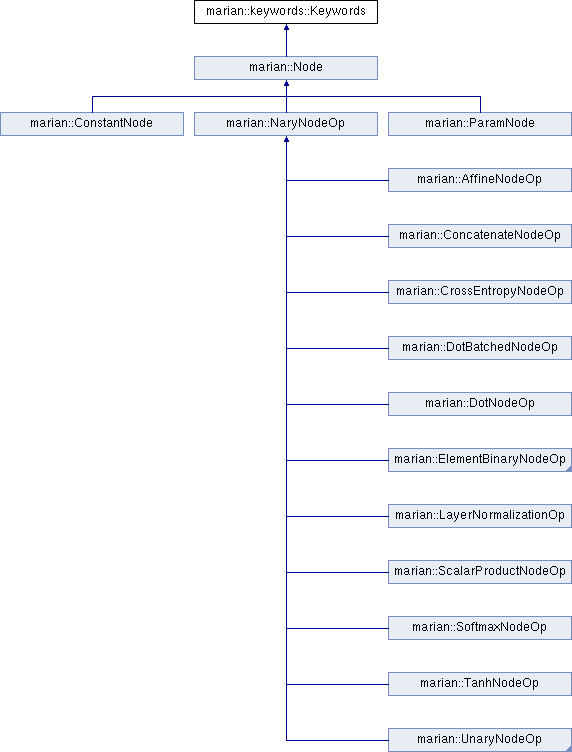 marian::keywords::Keywords
marian::Node
marian::ConstantNode
marian::NaryNodeOp
marian::ParamNode
marian::AffineNodeOp
marian::ConcatenateNodeOp
marian::CrossEntropyNodeOp
marian::DotBatchedNodeOp
marian::DotNodeOp
marian::ElementBinaryNodeOp
marian::LayerNormalizationOp
marian::ScalarProductNodeOp
marian::SoftmaxNodeOp
marian::TanhNodeOp
marian::UnaryNodeOp